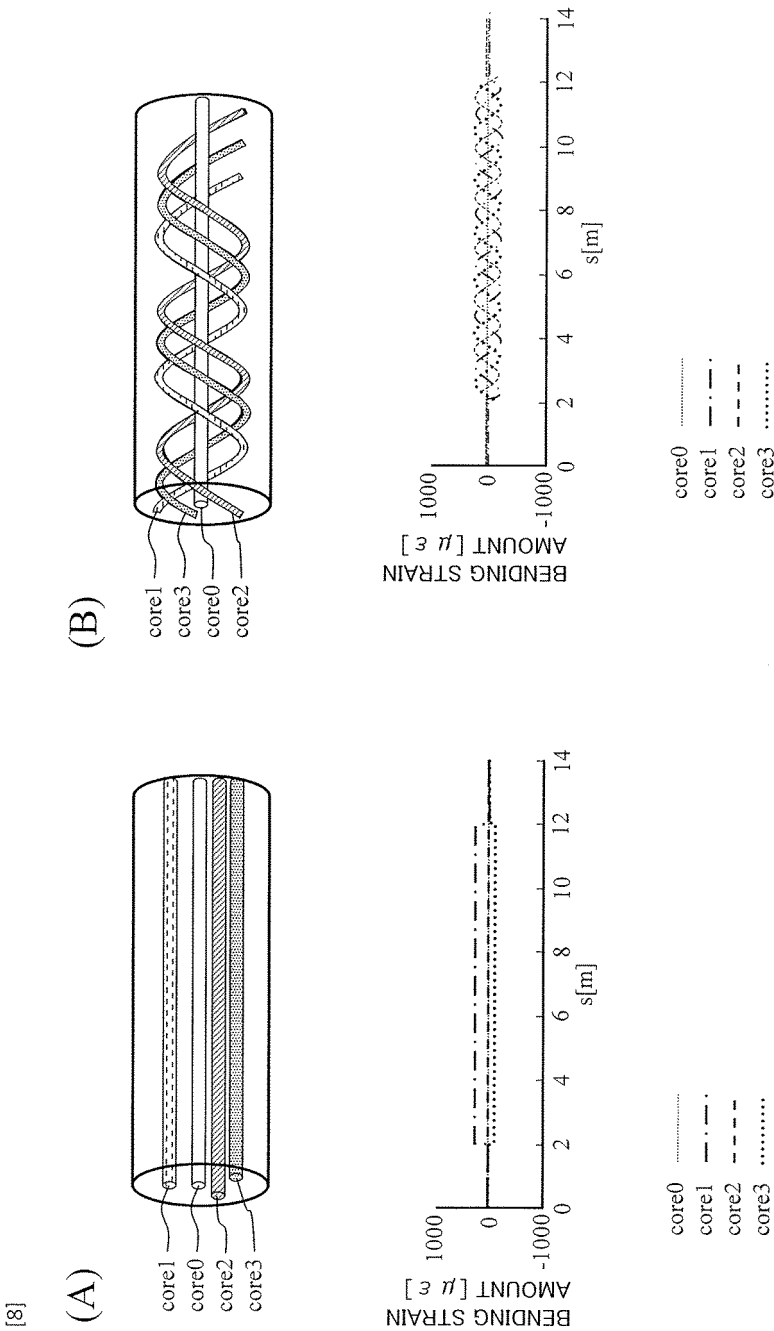 [8]
(A)
core1
core0
core2
core3
BENDING STRAIN
AMOUNT [ μ ε ]
1000
0
-1000
0 2 4 6 8 10 12 14
s[m]
core0
core1
core2
core3
(B)
core1
core3
core0
core2
BENDING STRAIN
AMOUNT [ μ ε ]
1000
0
-1000
0 2 4 6 8 10 12 14
s[m]
core0
core1
core2
core3